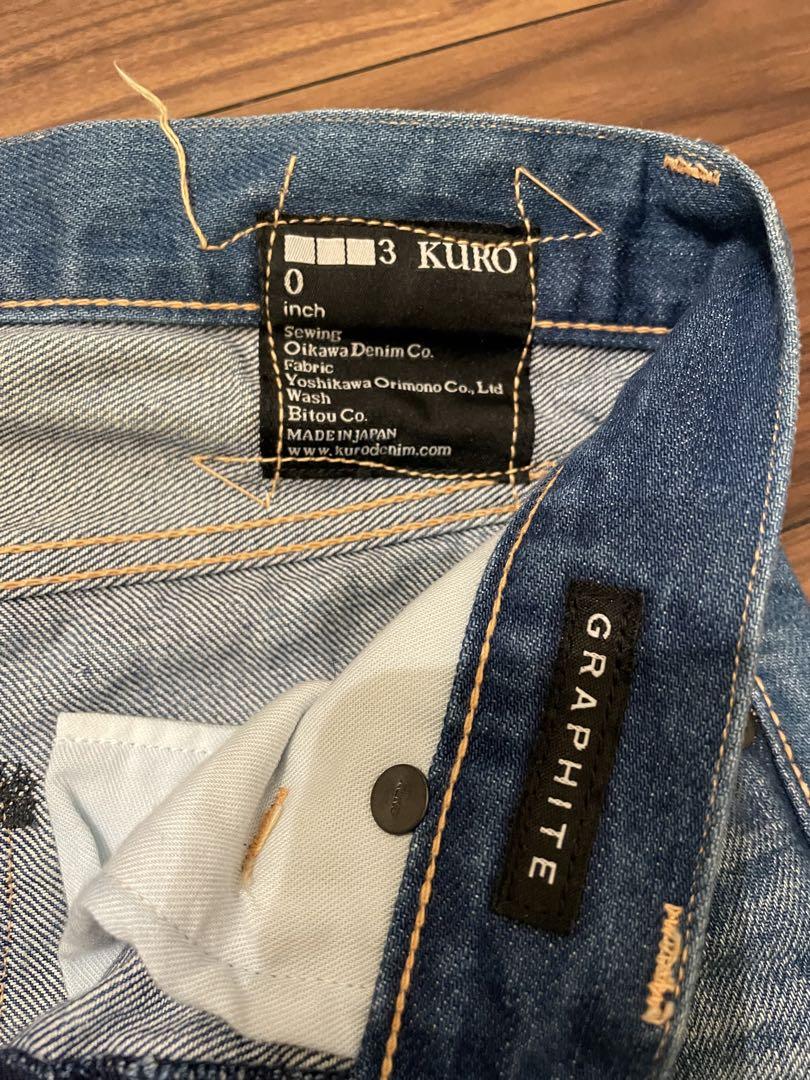 3 KURO
0
inch
Sewing
Oikawa Denim Co.
Fabric
Yoshikawa Orimono Co., Ltd
Wash
Bitou Co.
MADE IN JAPAN
www.kurodenim.com
GRAPHITE